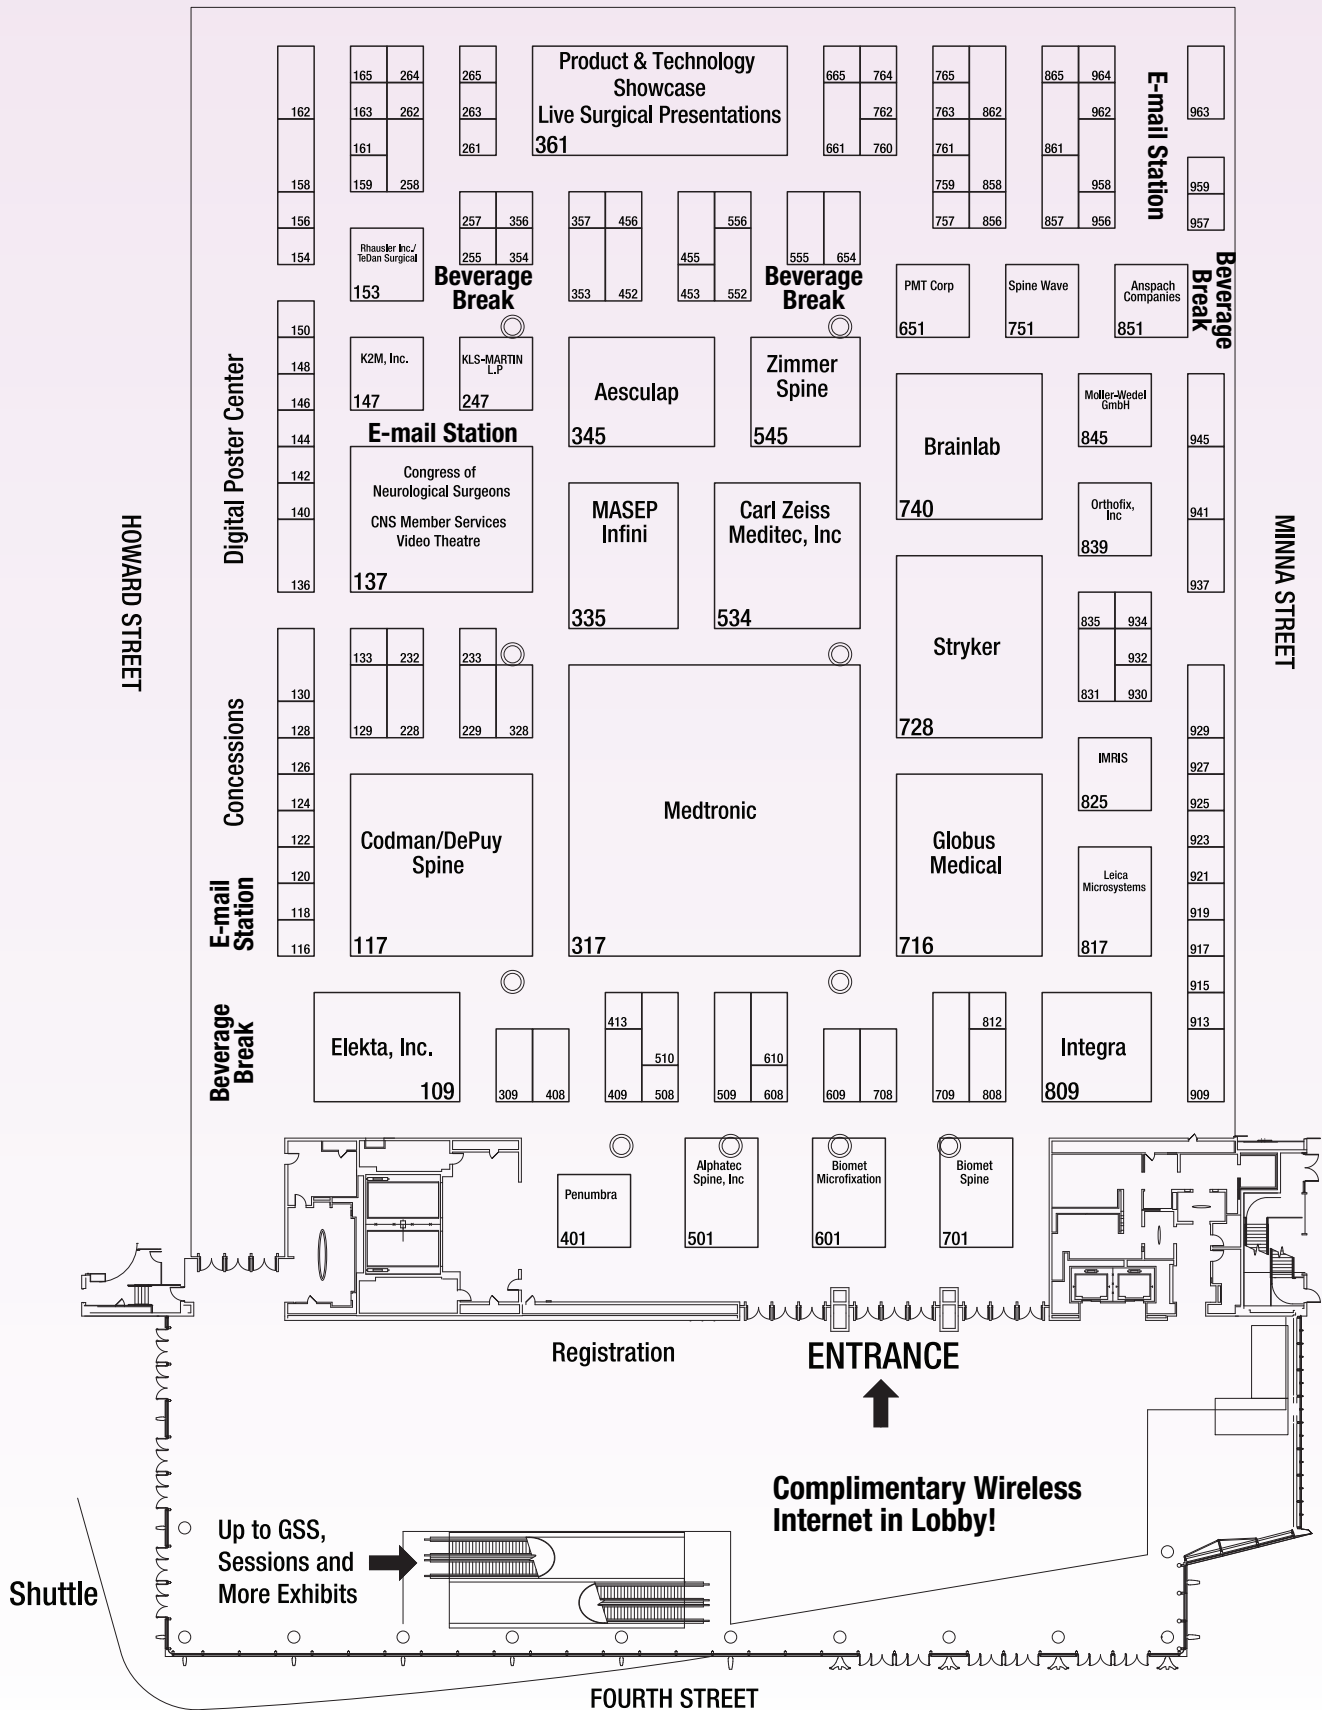 Product & Technology
Showcase
Live Surgical Presentations
361
165 264
163 262
161
159 258
265
263
261
162
158
156
154
665 764
762
661 760
765
763 862
761
759 858
757 856
865 964
962
861
958
857 956
E-mail Station
963
959
957
Rhausler Inc./
TeDan Surgical
153
257 356
255 354
Beverage
Break
357 456
353 452
556
455
453 552
555 654
Beverage
Break
PMT Corp
651
Spine Wave
751
Anspach
Companies
851
Beverage
Break
150
148
146
144
142
140
136
Digital Poster Center
K2M, Inc.
147
KLS-MARTIN
L.P
247
E-mail Station
Aesculap
345
Zimmer
Spine
545
Brainlab
740
Moller-Wedel
GmbH
845
945
941
937
Congress of
Neurological Surgeons
CNS Member Services
Video Theatre
137
MASEP
Infini
335
Carl Zeiss
Meditec, Inc
534
Orthofix,
Inc
839
HOWARD STREET
MINNA STREET
Stryker
728
835 934
932
831 930
133 232
129 228
233
229 328
130
128
126
124
122
120
118
116
Concessions
E-mail
Station
Codman/DePuy
Spine
117
Medtronic
317
Globus
Medical
716
IMRIS
825
Leica
Microsystems
817
929
927
925
923
921
919
917
915
913
909
Beverage
Break
Elekta, Inc.
109
309 408
413
510
409 508
610
509 608
609 708
812
709 808
Integra
809
Penumbra
401
Alphatec
Spine, Inc
501
Biomet
Microfixation
601
Biomet
Spine
701
Registration
ENTRANCE
Complimentary Wireless
Internet in Lobby!
Up to GSS,
Sessions and
More Exhibits
Shuttle
FOURTH STREET